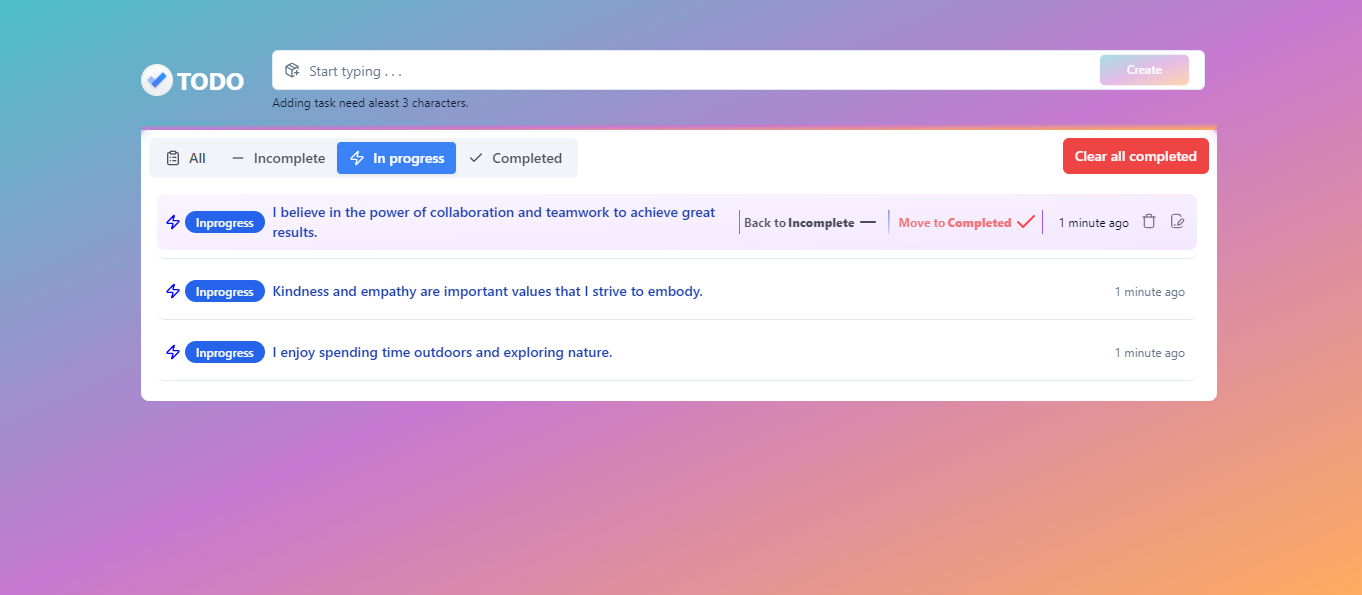 TODO
Start typing . . .
Create
Adding task need aleast 3 characters.
All
Incomplete
In progress
Completed
Clear all completed
Inprogress
I believe in the power of collaboration and teamwork to achieve great
results.
Back to Incomplete
Move to Completed
1 minute ago
Inprogress
Kindness and empathy are important values that I strive to embody.
1 minute ago
Inprogress
I enjoy spending time outdoors and exploring nature.
1 minute ago